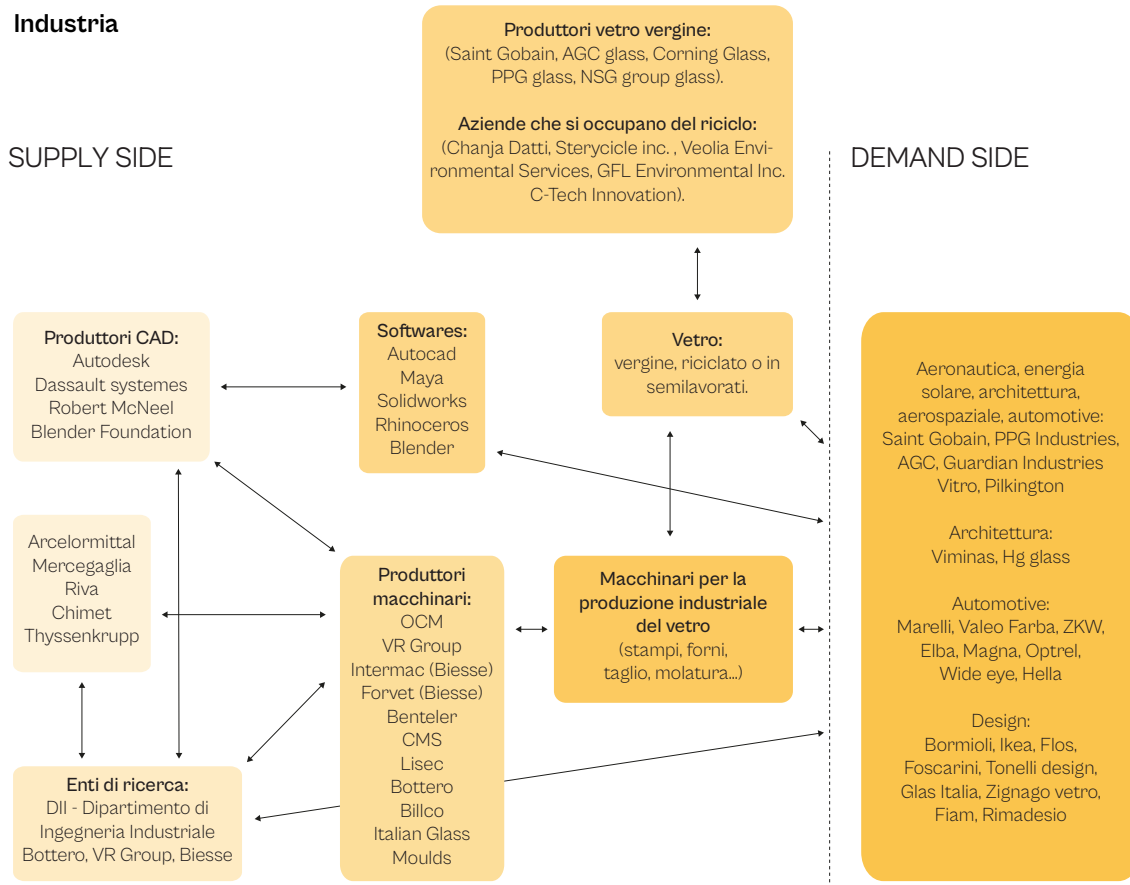 Industria
Produttori vetro vergine:
(Saint Gobain, AGC glass, Corning Glass,
PPG glass, NSG group glass).
Aziende che si occupano del riciclo:
(Chanja Datti, Sterycicle inc. , Veolia Envi-
ronmental Services, GFL Environmental Inc.
C-Tech Innovation).
SUPPLY SIDE
DEMAND SIDE
Produttori CAD:
Autodesk
Dassault systemes
Robert McNeel
Blender Foundation
Softwares:
Autocad
Maya
Solidworks
Rhinoceros
Blender
Vetro:
vergine, riciclato o in
semilavorati.
Arcelormittal
Mercegaglia
Riva
Chimet
Thyssenkrupp
Produttori
macchinari:
OCM
VR Group
Intermac (Biesse)
Forvet (Biesse)
Benteler
CMS
Lisec
Bottero
Billco
Italian Glass
Moulds
Macchinari per la
produzione industriale
del vetro
(stampi, forni,
taglio, molatura...)
Enti di ricerca:
DII - Dipartimento di
Ingegneria Industriale
Bottero, VR Group, Biesse
Aeronautica, energia
solare, architettura,
aerospaziale, automotive:
Saint Gobain, PPG Industries,
AGC, Guardian Industries
Vitro, Pilkington
Architettura:
Viminas, Hg glass
Automotive:
Marelli, Valeo Farba, ZKW,
Elba, Magna, Optrel,
Wide eye, Hella
Design:
Bormioli, Ikea, Flos,
Foscarini, Tonelli design,
Glas Italia, Zignago vetro,
Fiam, Rimadesio